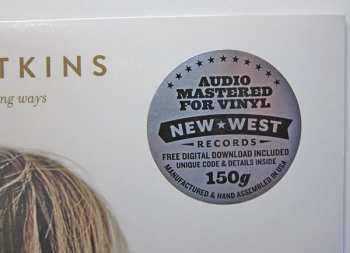 TKINS
ng ways
AUDIO
MASTERED
FOR VINYL
NEW★WEST
RECORDS
FREE DIGITAL DOWNLOAD INCLUDED
UNIQUE CODE & DETAILS INSIDE
150g
MANUFACTURED & HAND ASSEMBLED IN USA